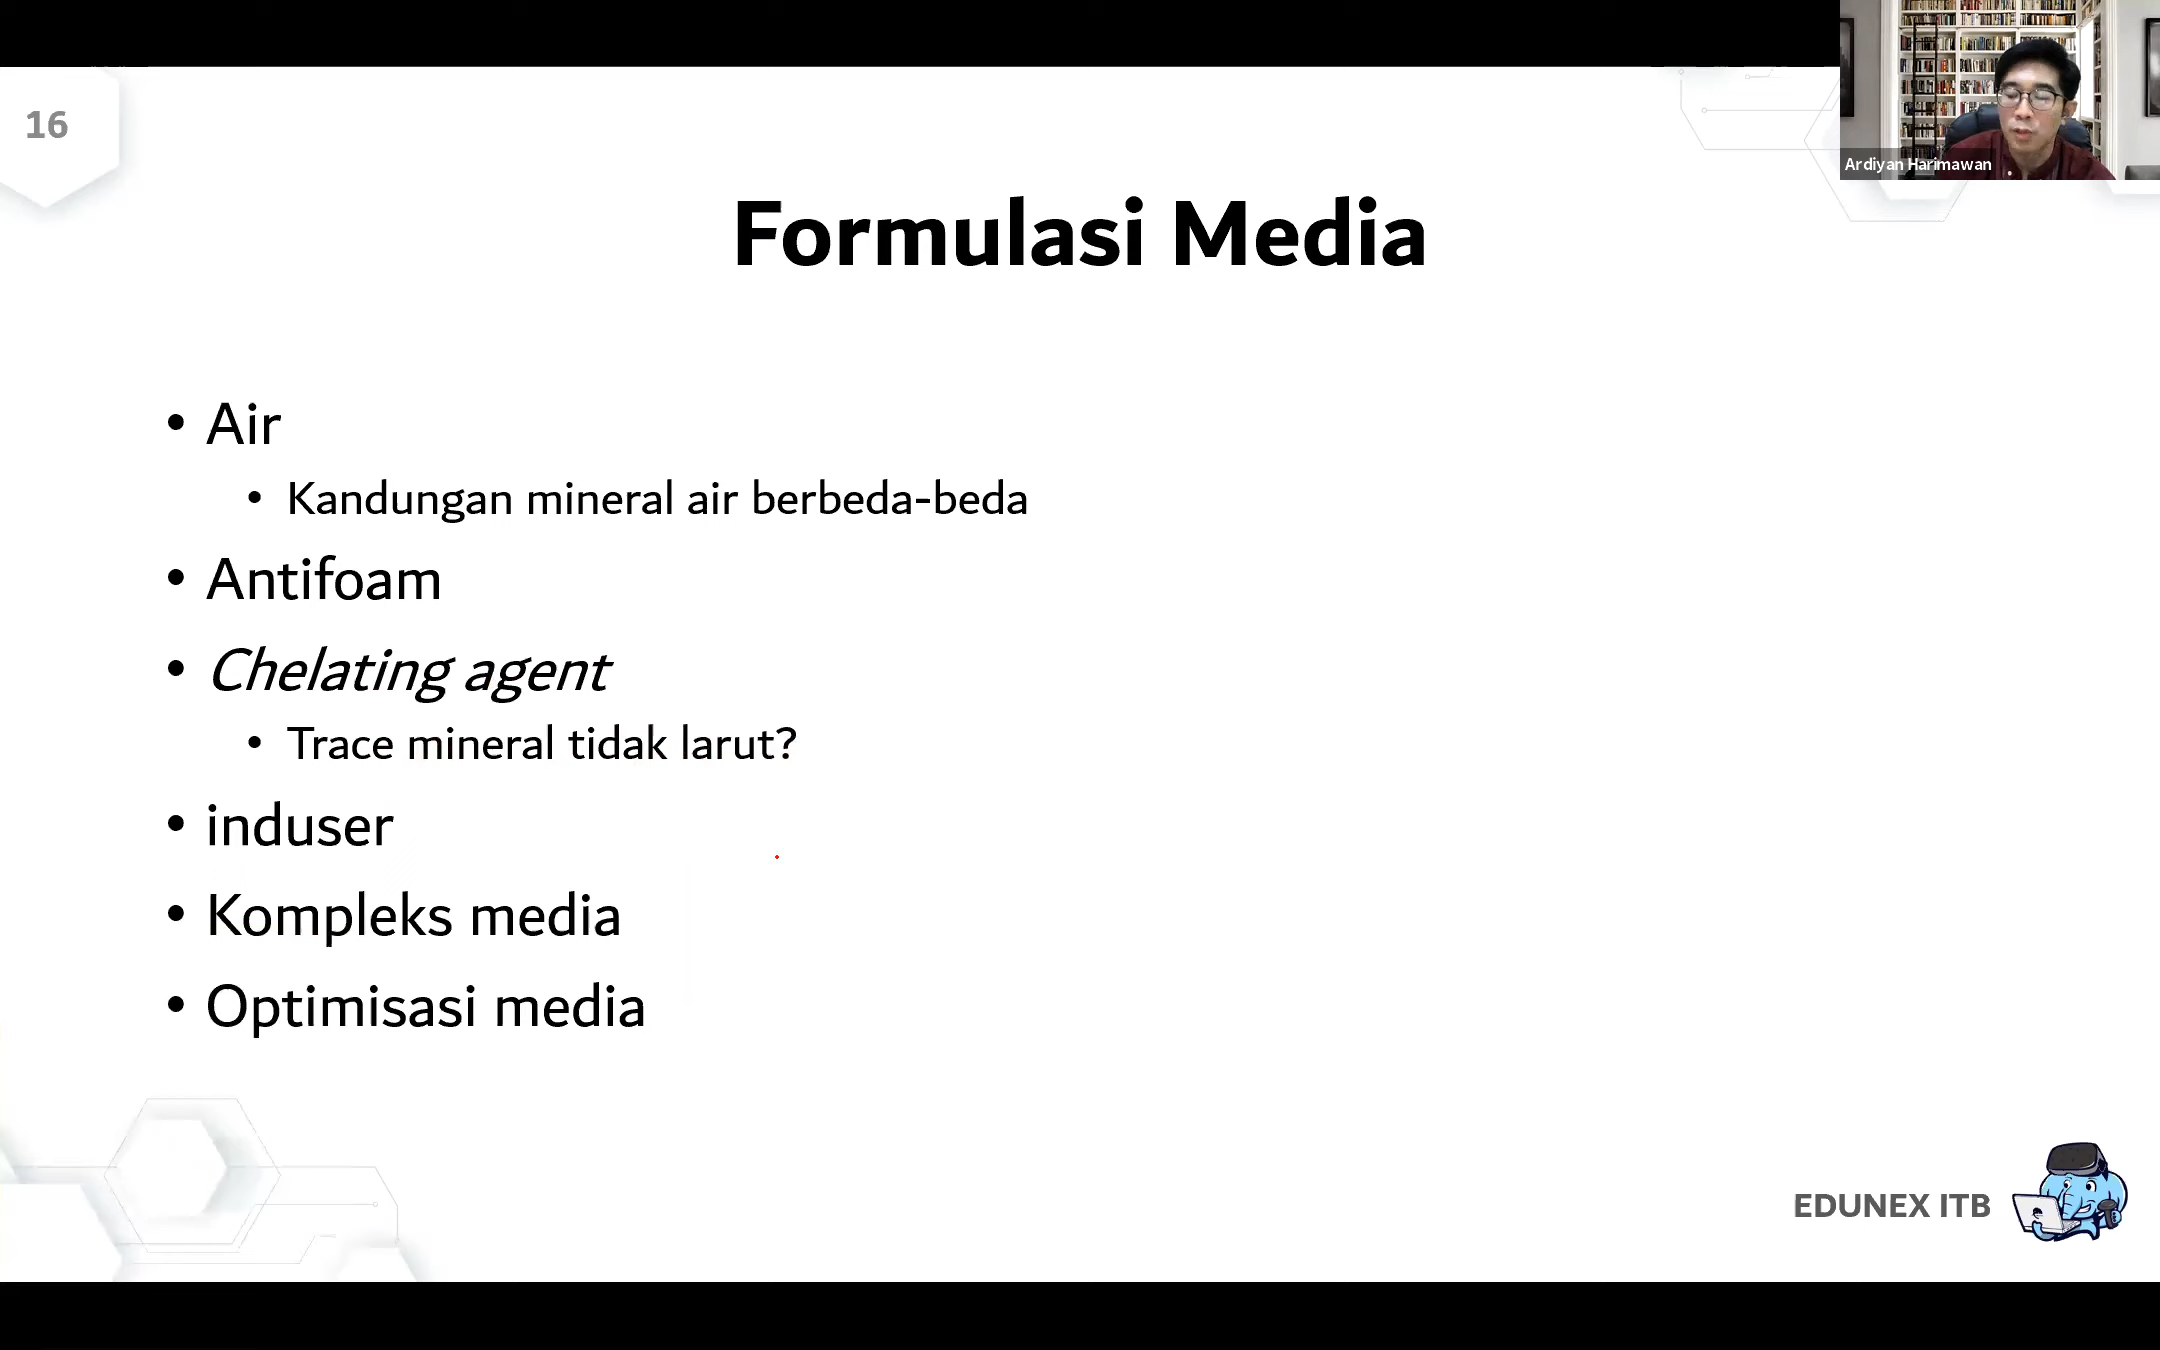 16
Ardiyan Harimawan
Formulasi Media
• Air
• Kandungan mineral air berbeda-beda
• Antifoam
• Chelating agent
• Trace mineral tidak larut?
• induser
• Kompleks media
• Optimisasi media
EDUNEX ITB